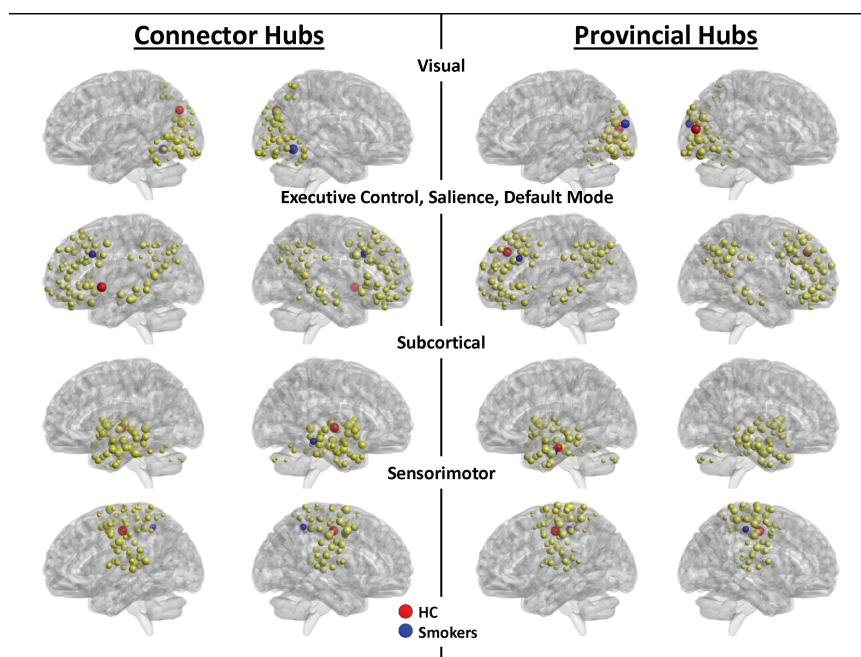 Connector Hubs
Provincial Hubs
Visual
Executive Control, Salience, Default Mode
Subcortical
Sensorimotor
HC
Smokers